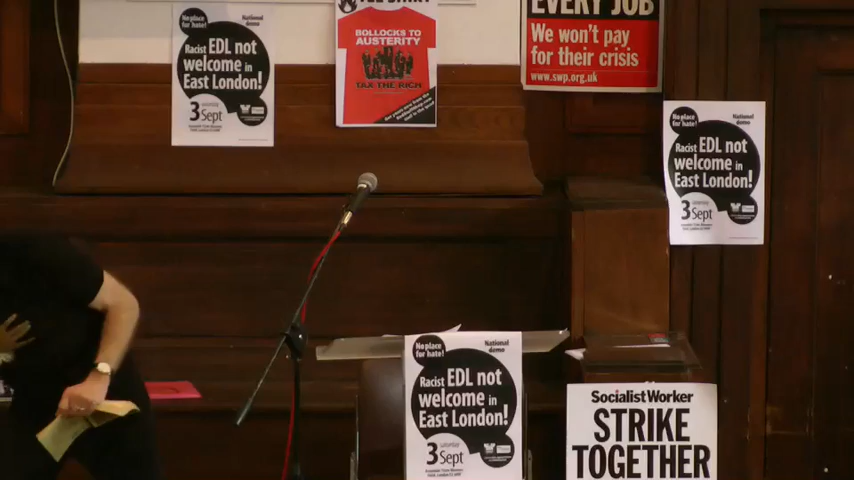 No place
for hate!
National
demo
Racist EDL not
welcome in
East London!
3 saturday
Sept
BOLLOCKS TO
AUSTERITY
TAX THE RICH
EVERY JOB
We won't pay
for their crisis
www.swp.org.uk
No place
for hate!
National
demo
Racist EDL not
welcome in
East London!
3 saturday
Sept
No place
for hate!
National
demo
Racist EDL not
welcome in
East London!
3 saturday
Sept
Socialist Worker
STRIKE
TOGETHER